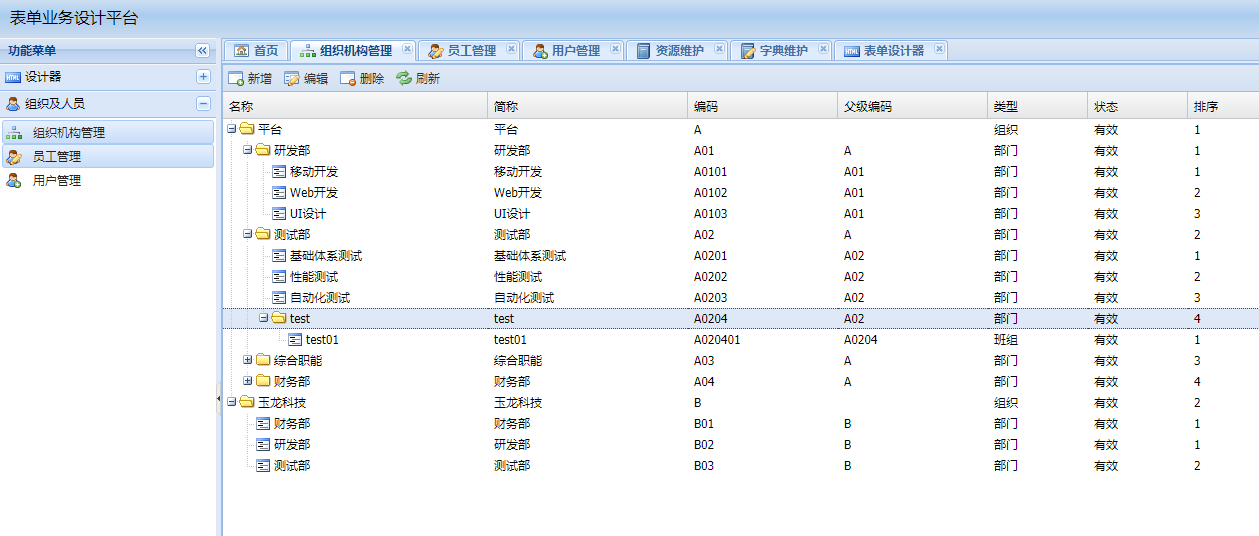 表单业务设计平台
功能菜单
设计器
组织及人员
组织机构管理
员工管理
用户管理
首页 组织机构管理 员工管理 用户管理 资源维护 字典维护 表单设计器
新增 编辑 删除 刷新
名称 简称 编码 父级编码 类型 状态 排序
平台 平台 A 组织 有效 1
研发部 研发部 A01 A 部门 有效 1
移动开发 移动开发 A0101 A01 部门 有效 1
Web开发 Web开发 A0102 A01 部门 有效 2
UI设计 UI设计 A0103 A01 部门 有效 3
测试部 测试部 A02 A 部门 有效 2
基础体系测试 基础体系测试 A0201 A02 部门 有效 1
性能测试 性能测试 A0202 A02 部门 有效 2
自动化测试 自动化测试 A0203 A02 部门 有效 3
test test A0204 A02 部门 有效 4
test01 test01 A020401 A0204 班组 有效 1
综合职能 综合职能 A03 A 部门 有效 3
财务部 财务部 A04 A 部门 有效 4
玉龙科技 玉龙科技 B 组织 有效 2
财务部 财务部 B01 B 部门 有效 1
研发部 研发部 B02 B 部门 有效 1
测试部 测试部 B03 B 部门 有效 2